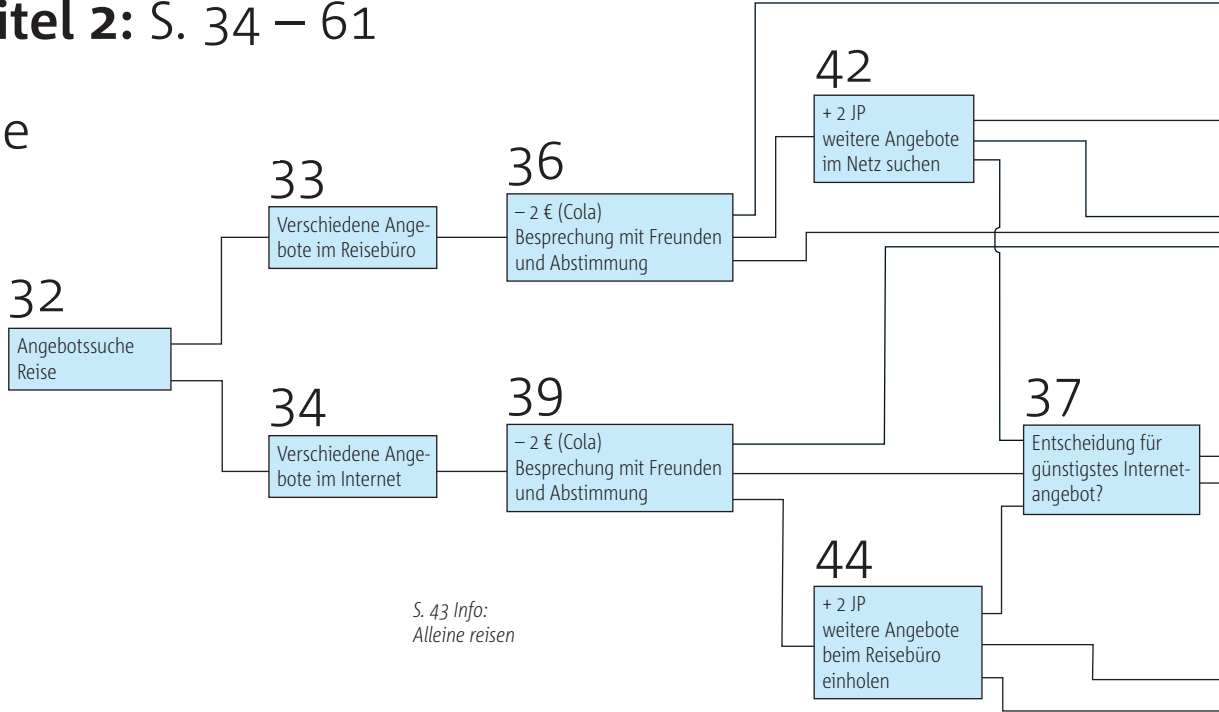 itel 2: S. 34 – 61
e
32
Angebotssuche
Reise
33
Verschiedene Ange-
bote im Reisebüro
34
Verschiedene Ange-
bote im Internet
36
– 2 € (Cola)
Besprechung mit Freunden
und Abstimmung
39
– 2 € (Cola)
Besprechung mit Freunden
und Abstimmung
42
+ 2 JP
weitere Angebote
im Netz suchen
37
Entscheidung für
günstigstes Internet-
angebot?
44
+ 2 JP
weitere Angebote
beim Reisebüro
einholen
S. 43 Info:
Alleine reisen